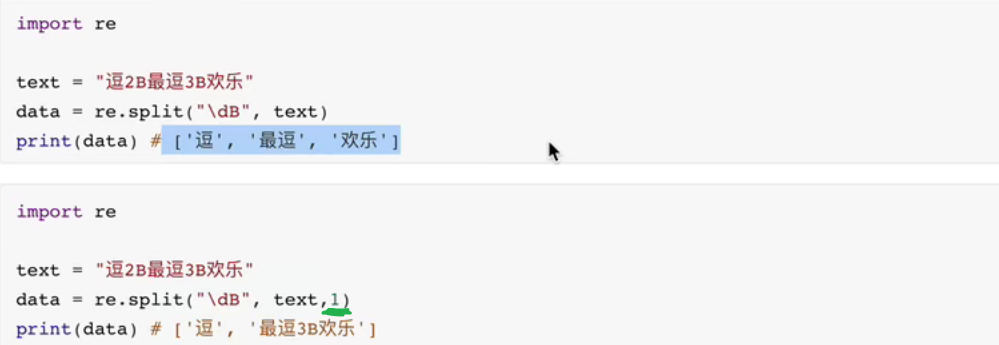 import re
text = "逗2B最逗3B欢乐"
data = re.split("\dB", text)
print(data) # ['逗', '最逗', '欢乐']
import re
text = "逗2B最逗3B欢乐"
data = re.split("\dB", text,1)
print(data) # ['逗', '最逗3B欢乐']